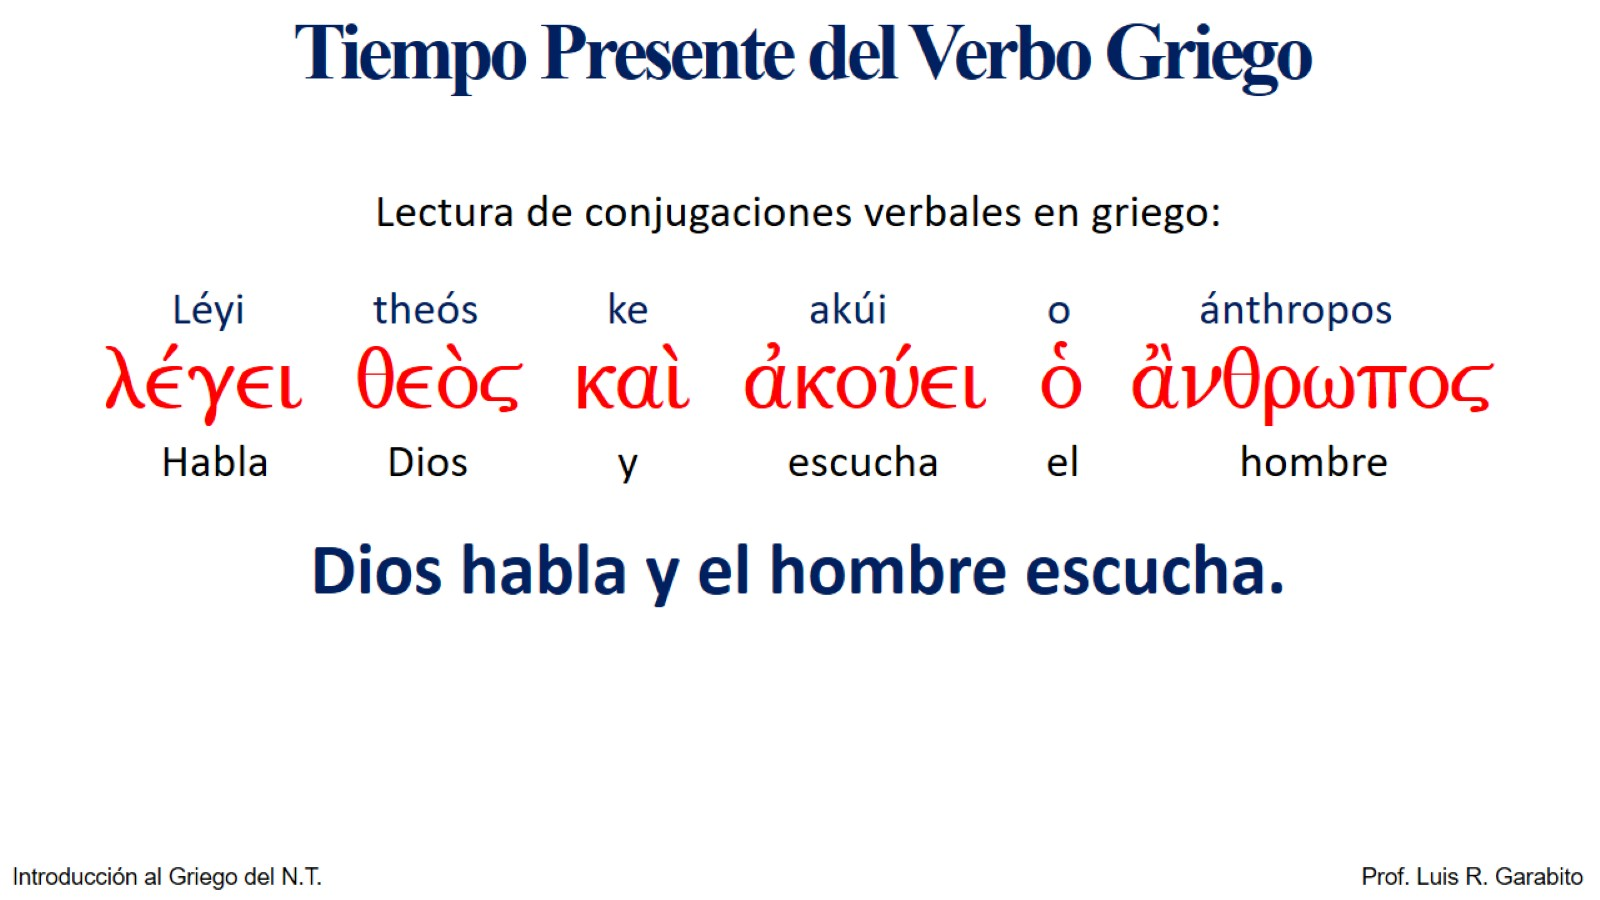 Tiempo Presente del Verbo Griego
Lectura de conjugaciones verbales en griego:
Léyi theós ke akúi o ánthropos
λέγει θεὸς καὶ ἀκούει ὁ ἂνθρωπος
Habla Dios y escucha el hombre
Dios habla y el hombre escucha.
Introducción al Griego del N.T. Prof. Luis R. Garabito